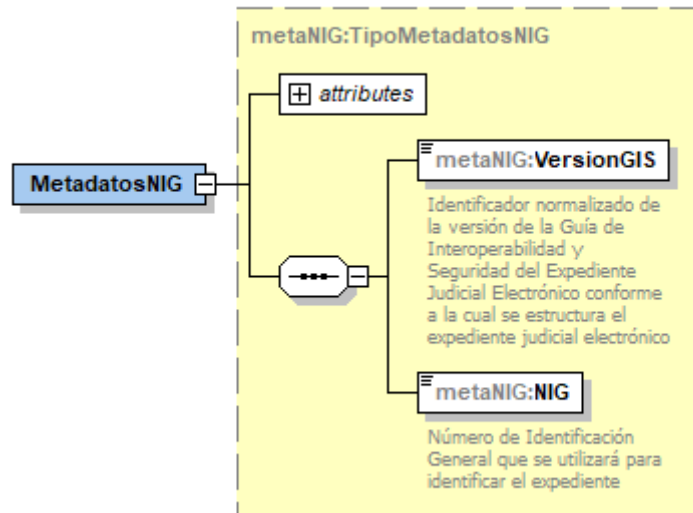 metaNIG:TipoMetadatosNIG
attributes
MetadatosNIG
metaNIG:VersionGIS
Identificador normalizado de
la versión de la Guía de
Interoperabilidad y
Seguridad del Expediente
Judicial Electrónico conforme
a la cual se estructura el
expediente judicial electrónico
metaNIG:NIG
Número de Identificación
General que se utilizará para
identificar el expediente